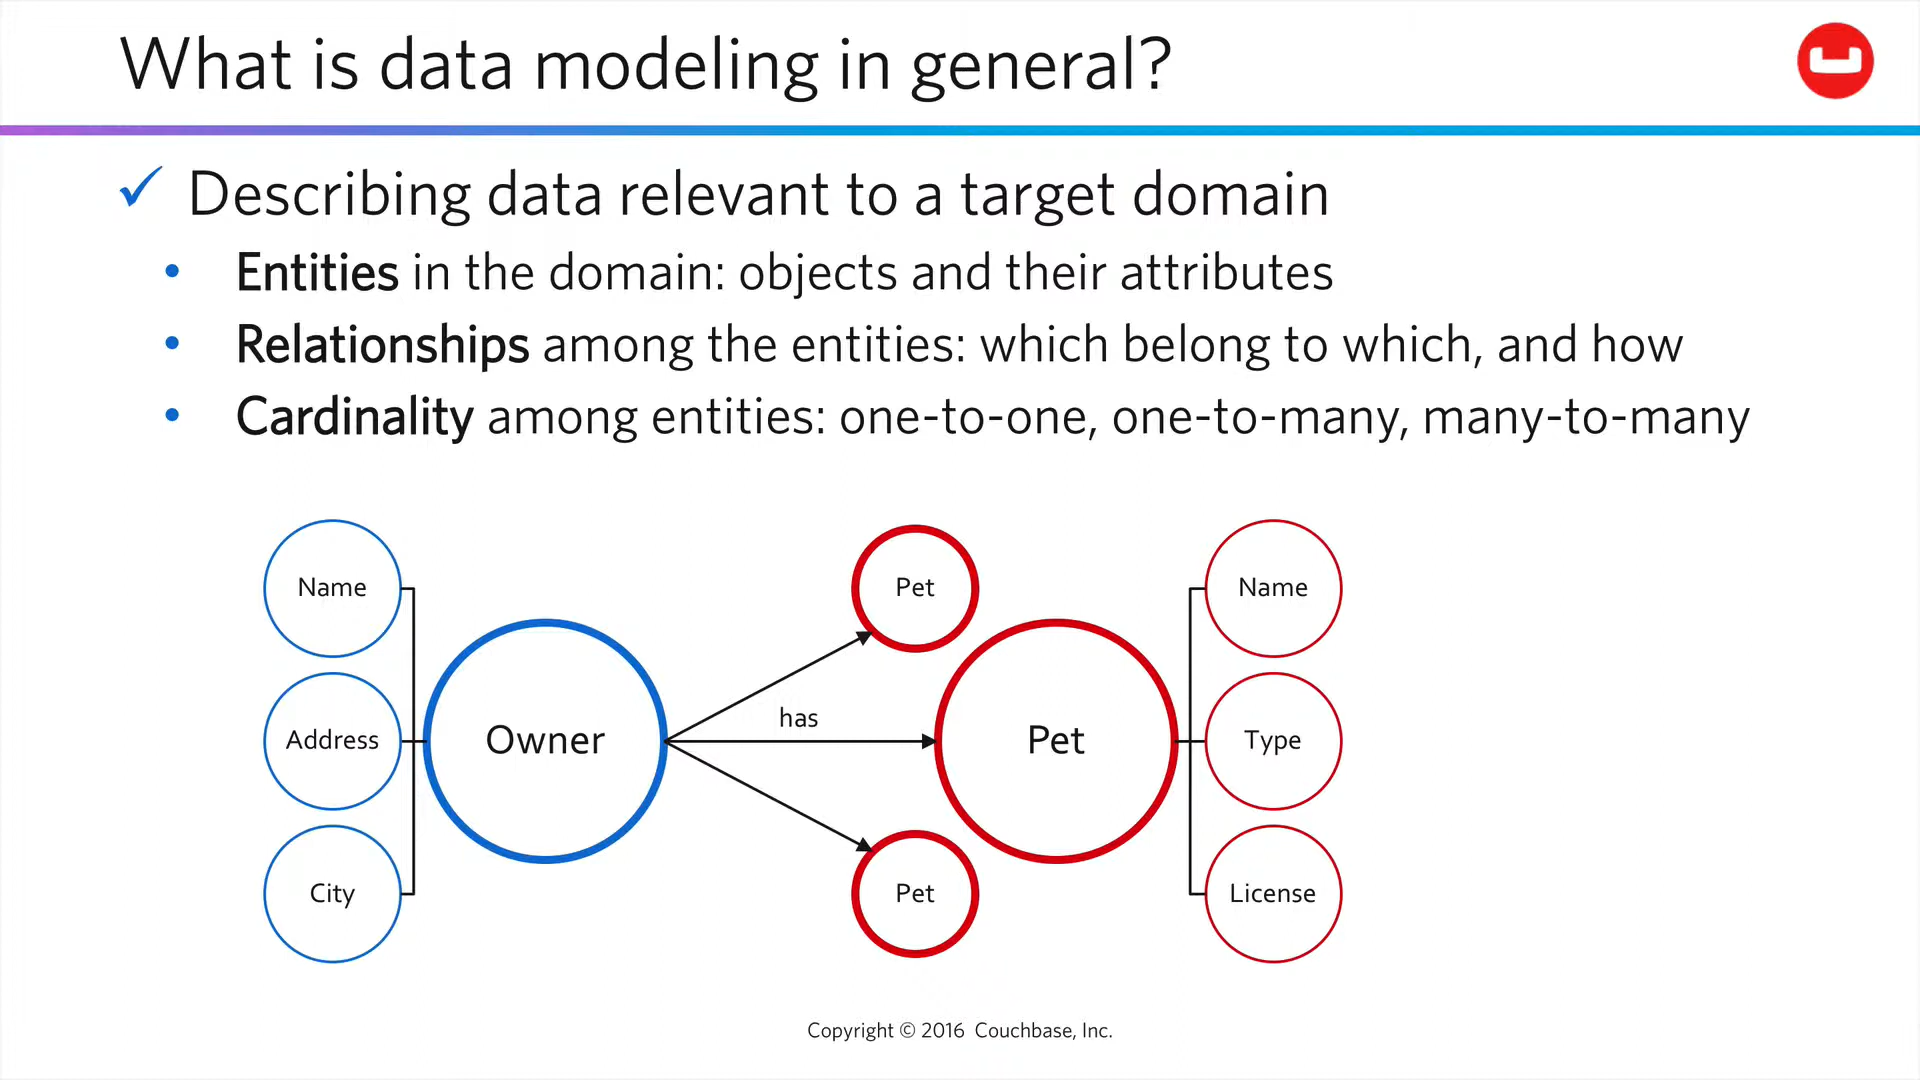 What is data modeling in general?
✓ Describing data relevant to a target domain
• Entities in the domain: objects and their attributes
• Relationships among the entities: which belong to which, and how
• Cardinality among entities: one-to-one, one-to-many, many-to-many
Name
Address
City
Owner
has
Pet
Pet
Pet
Name
Type
License
Copyright © 2016 Couchbase, Inc.